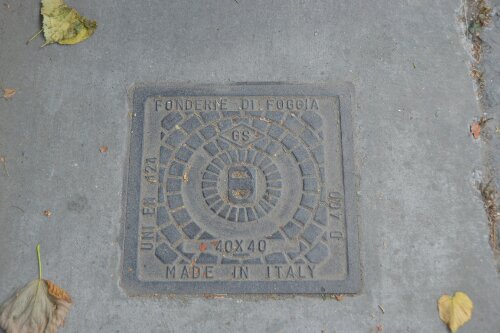 FONDERIE DI FOGGIA
GS
UNI EN 124
D 400
40X40
MADE IN ITALY